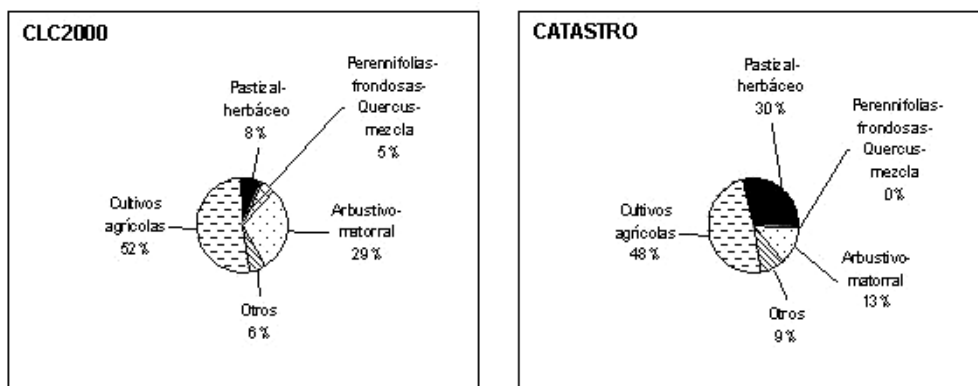 CLC2000
Pastizal-
herbáceo
8%
Perennifolias-
frondosas-
Quercus-
mezcla
5%
Cultivos
agrícolas
52%
Arbustivo-
matorral
29%
Otros
6%
CATASTRO
Pastizal-
herbáceo
30%
Perennifolias-
frondosas-
Quercus-
mezcla
0%
Cultivos
agrícolas
48%
Arbustivo-
matorral
13%
Otros
9%